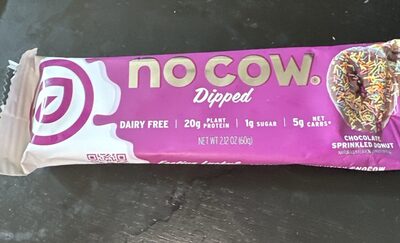 no cow.®
Dipped
DAIRY FREE | 20g PLANT PROTEIN | 1g SUGAR | 5g NET CARBS*
NET WT 2.12 OZ (60g)
CHOCOLATE
SPRINKLED DONUT